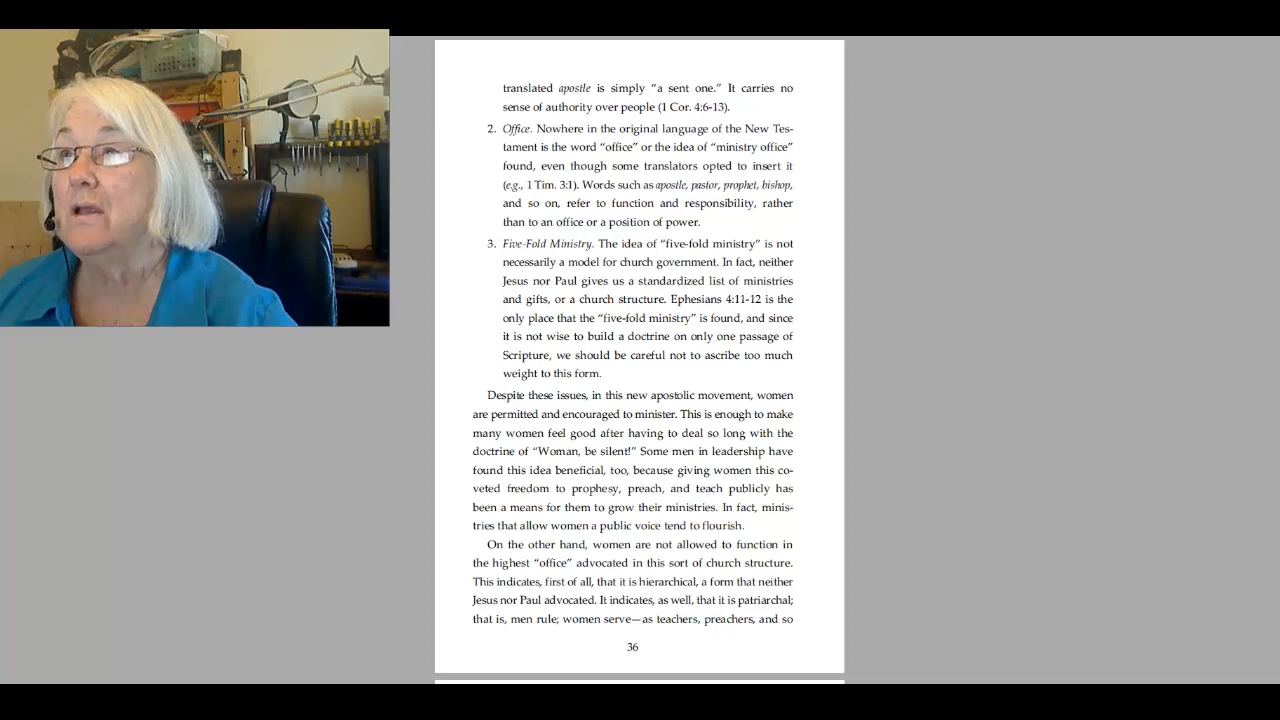 translated apostle is simply “a sent one.” It carries no
sense of authority over people (1 Cor. 4:6-13).
2. Office. Nowhere in the original language of the New Tes-
tament is the word “office” or the idea of “ministry office”
found, even though some translators opted to insert it
(e.g., 1 Tim. 3:1). Words such as apostle, pastor, prophet, bishop,
and so on, refer to function and responsibility, rather
than to an office or a position of power.
3. Five-Fold Ministry. The idea of “five-fold ministry” is not
necessarily a model for church government. In fact, neither
Jesus nor Paul gives us a standardized list of ministries
and gifts, or a church structure. Ephesians 4:11-12 is the
only place that the “five-fold ministry” is found, and since
it is not wise to build a doctrine on only one passage of
Scripture, we should be careful not to ascribe too much
weight to this form.
Despite these issues, in this new apostolic movement, women
are permitted and encouraged to minister. This is enough to make
many women feel good after having to deal so long with the
doctrine of “Woman, be silent!” Some men in leadership have
found this idea beneficial, too, because giving women this co-
veted freedom to prophesy, preach, and teach publicly has
been a means for them to grow their ministries. In fact, minis-
tries that allow women a public voice tend to flourish.
On the other hand, women are not allowed to function in
the highest “office” advocated in this sort of church structure.
This indicates, first of all, that it is hierarchical, a form that neither
Jesus nor Paul advocated. It indicates, as well, that it is patriarchal;
that is, men rule; women serve—as teachers, preachers, and so
36